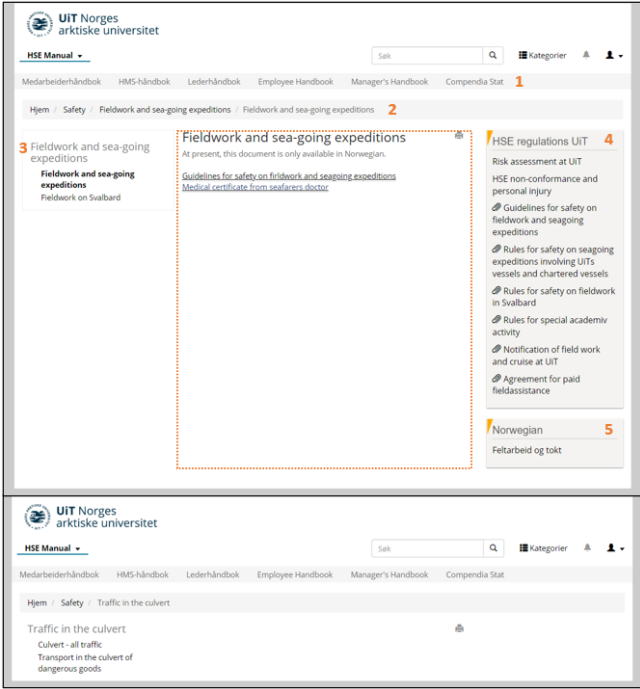 UiT Norges
arktiske universitet
HSE Manual
Søk
Kategorier
Medarbeiderhåndbok HMS-håndbok Lederhåndbok Employee Handbook Manager's Handbook Compendia Stat 1
Hjem / Safety / Fieldwork and sea-going expeditions / Fieldwork and sea-going expeditions 2
3 Fieldwork and sea-going
expeditions
Fieldwork and sea-going
expeditions
Fieldwork on Svalbard
Fieldwork and sea-going expeditions
At present, this document is only available in Norwegian.
Guidelines for safety on firldwork and seagoing expeditions
Medical certificate from seafarers doctor
HSE regulations UiT 4
Risk assessment at UiT
HSE non-conformance and
personal injury
Guidelines for safety on
fieldwork and seagoing
expeditions
Rules for safety on seagoing
expeditions involving UiTs
vessels and chartered vessels
Rules for safety on fieldwork
in Svalbard
Rules for special academiv
activity
Notification of field work
and cruise at UiT
Agreement for paid
fieldassistance
Norwegian 5
Feltarbeid og tokt
UiT Norges
arktiske universitet
HSE Manual
Søk
Kategorier
Medarbeiderhåndbok HMS-håndbok Lederhåndbok Employee Handbook Manager's Handbook Compendia Stat
Hjem / Safety / Traffic in the culvert
Traffic in the culvert
Culvert - all traffic
Transport in the culvert of
dangerous goods